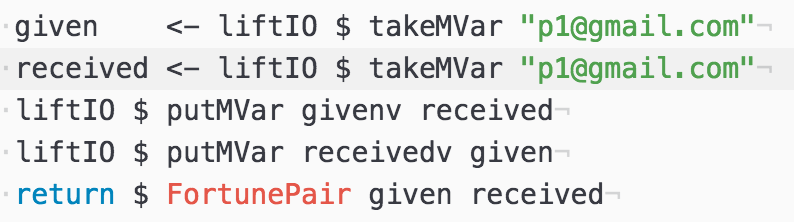 given    <- liftIO $ takeMVar "p1@gmail.com"¬
received <- liftIO $ takeMVar "p1@gmail.com"¬
liftIO $ putMVar givenv received¬
liftIO $ putMVar receivedv given¬
return $ FortunePair given received¬